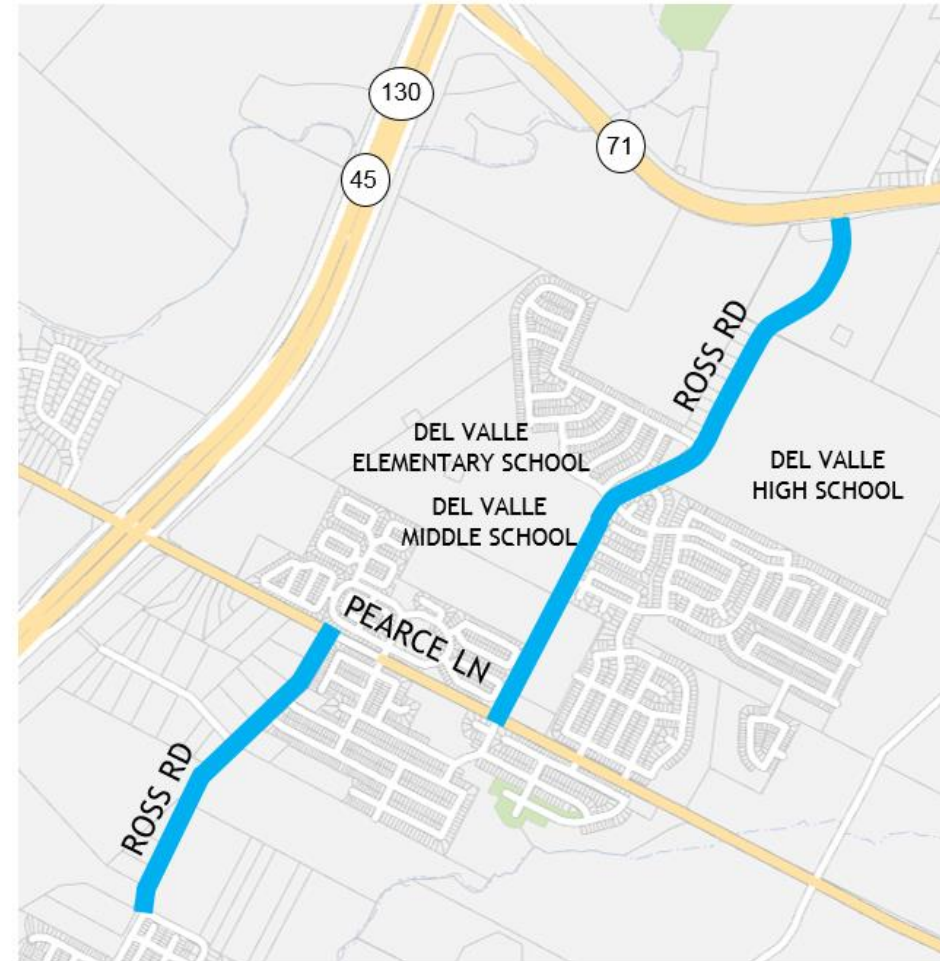 130
71
45
ROSS RD
DEL VALLE
ELEMENTARY SCHOOL
DEL VALLE
HIGH SCHOOL
DEL VALLE
MIDDLE SCHOOL
PEARCE LN
ROSS RD